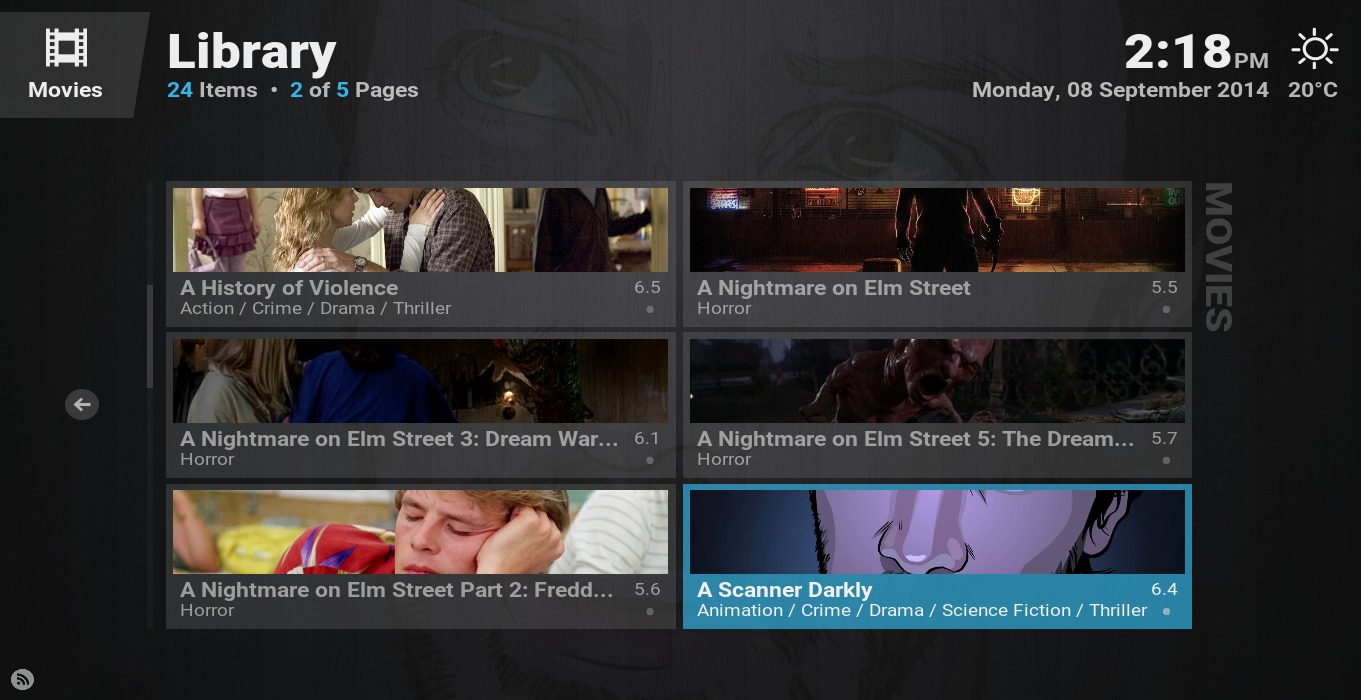 Movies
Library
24 Items • 2 of 5 Pages
2:18 PM
Monday, 08 September 2014 20°C
MOVIES
A History of Violence 6.5
Action / Crime / Drama / Thriller
A Nightmare on Elm Street 5.5
Horror
A Nightmare on Elm Street 3: Dream War... 6.1
Horror
A Nightmare on Elm Street 5: The Dream... 5.7
Horror
A Nightmare on Elm Street Part 2: Fredd... 5.6
Horror
A Scanner Darkly 6.4
Animation / Crime / Drama / Science Fiction / Thriller